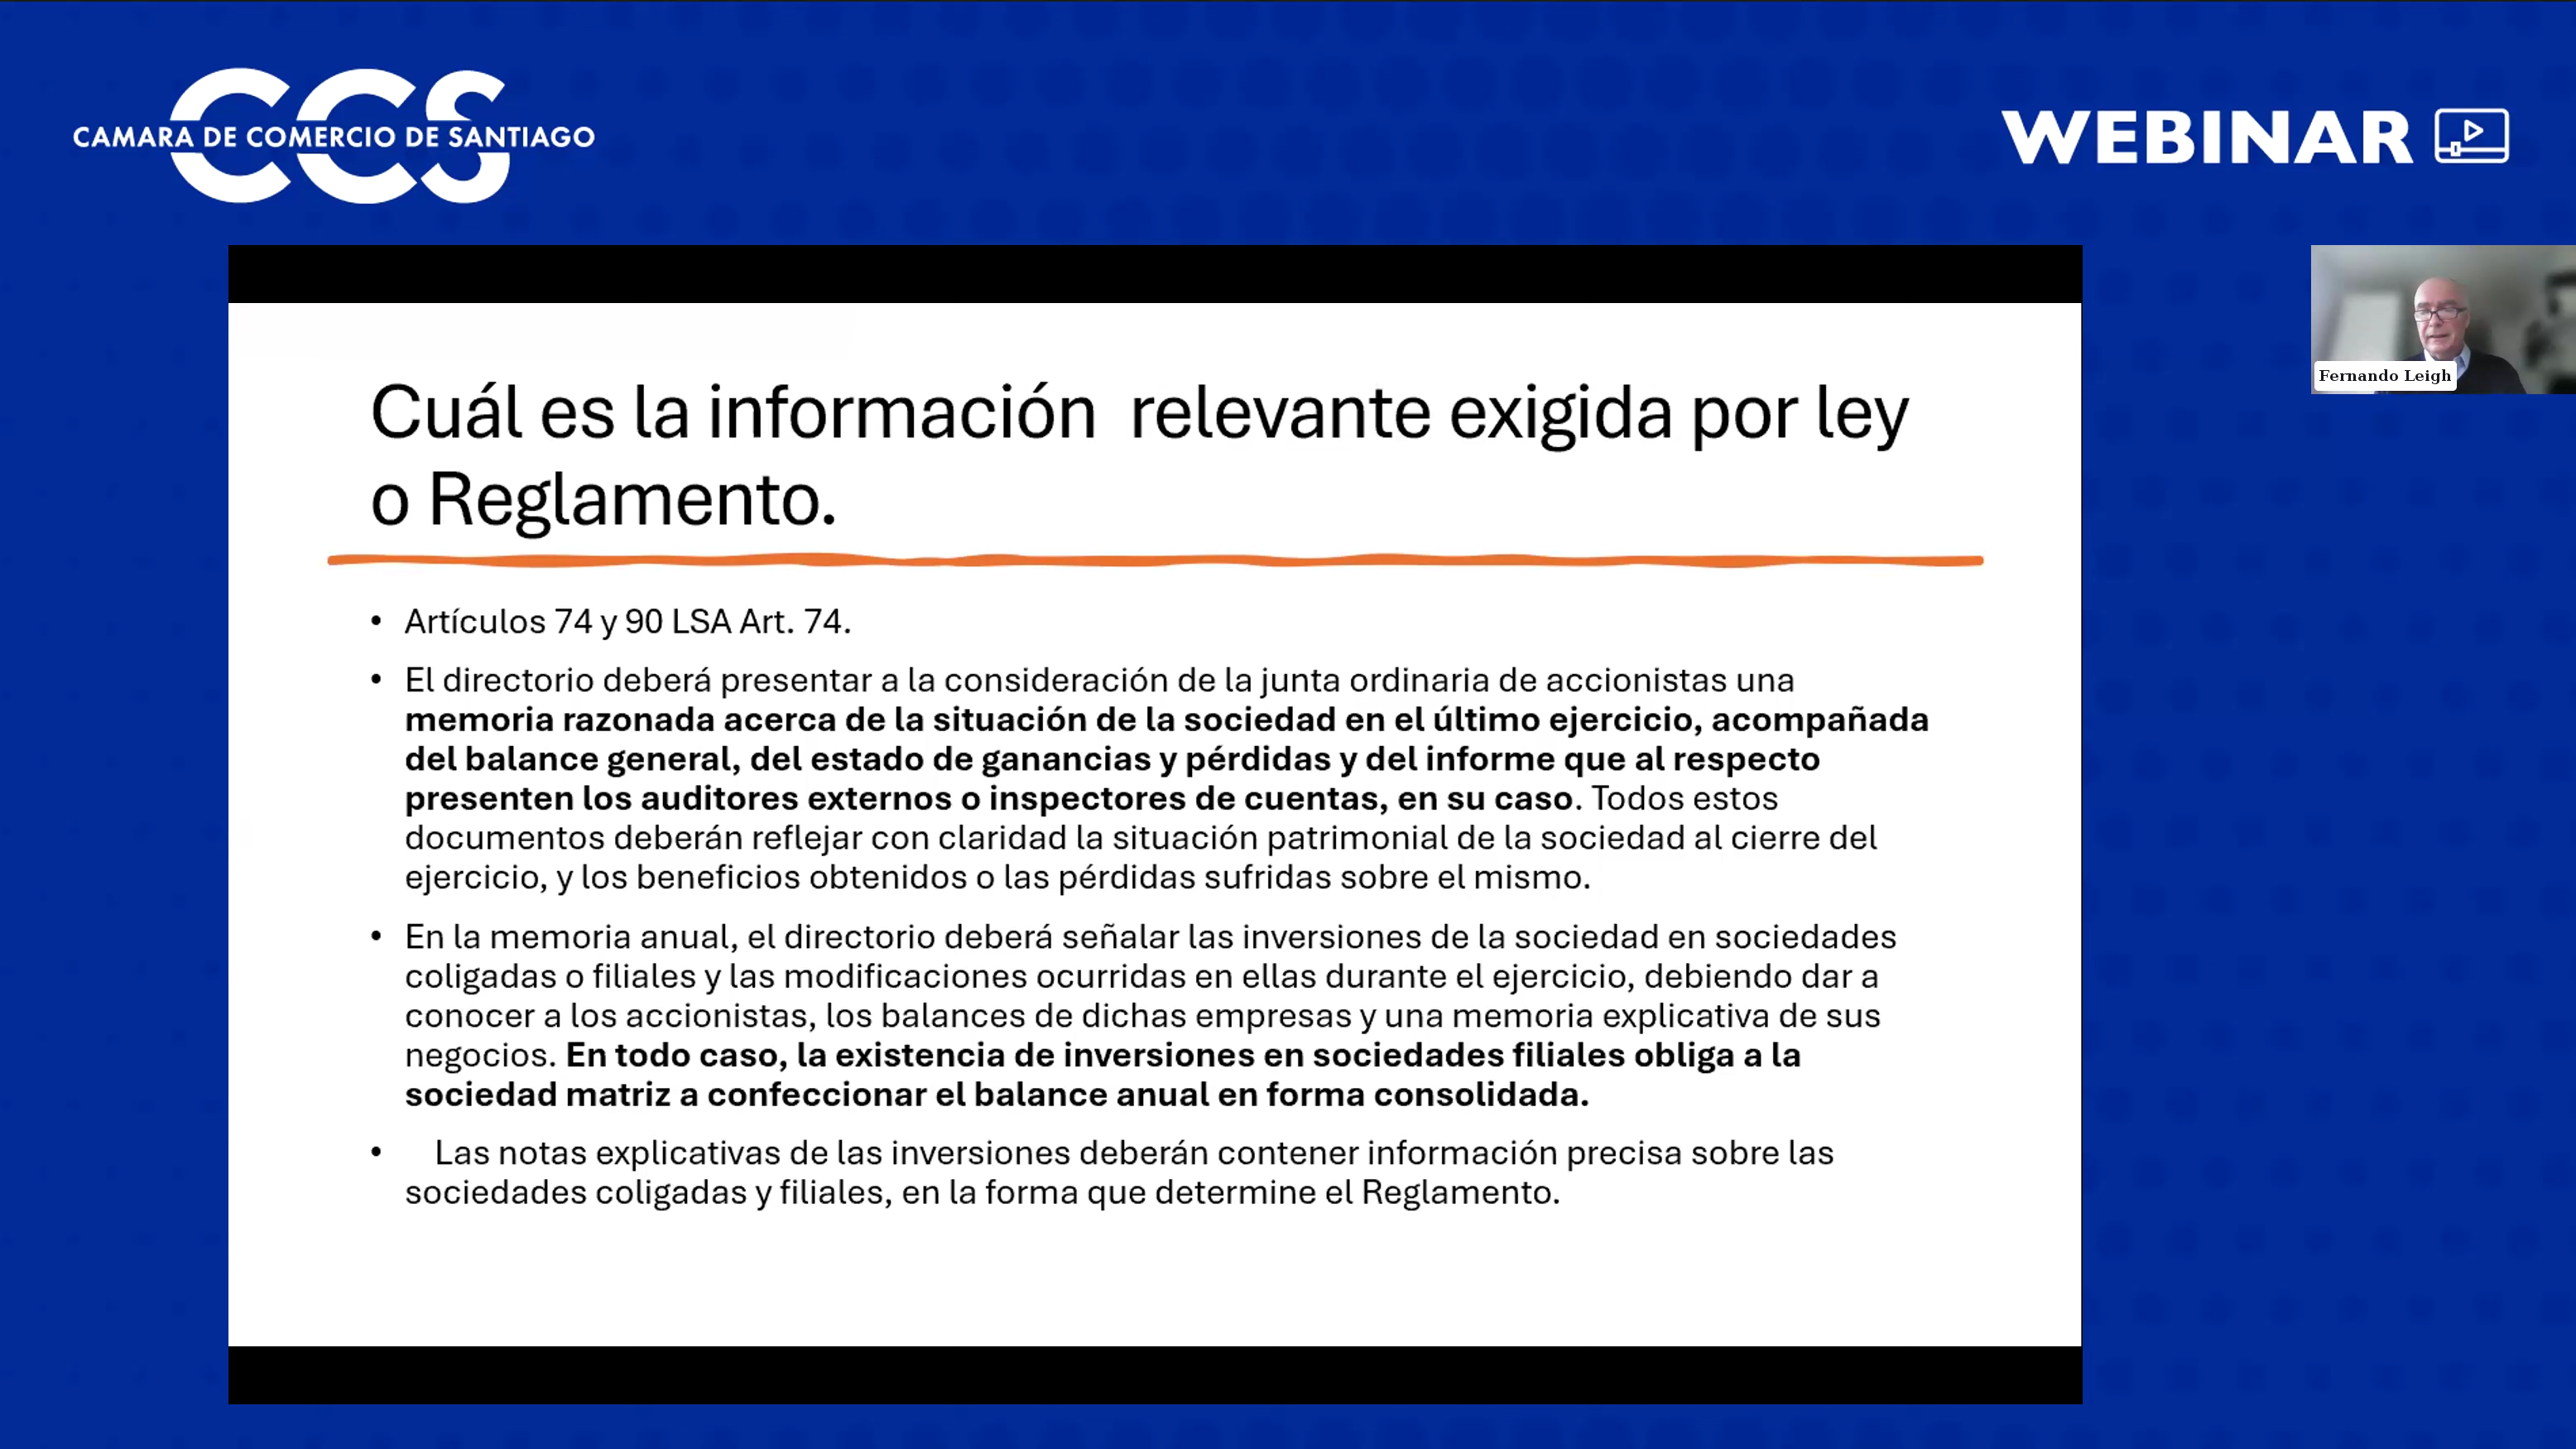 CCS
CAMARA DE COMERCIO DE SANTIAGO
WEBINAR
Fernando Leigh
Cuál es la información  relevante exigida por ley
o Reglamento.
• Artículos 74 y 90 LSA Art. 74.
• El directorio deberá presentar a la consideración de la junta ordinaria de accionistas una
memoria razonada acerca de la situación de la sociedad en el último ejercicio, acompañada
del balance general, del estado de ganancias y pérdidas y del informe que al respecto
presenten los auditores externos o inspectores de cuentas, en su caso. Todos estos
documentos deberán reflejar con claridad la situación patrimonial de la sociedad al cierre del
ejercicio, y los beneficios obtenidos o las pérdidas sufridas sobre el mismo.
• En la memoria anual, el directorio deberá señalar las inversiones de la sociedad en sociedades
coligadas o filiales y las modificaciones ocurridas en ellas durante el ejercicio, debiendo dar a
conocer a los accionistas, los balances de dichas empresas y una memoria explicativa de sus
negocios. En todo caso, la existencia de inversiones en sociedades filiales obliga a la
sociedad matriz a confeccionar el balance anual en forma consolidada.
• Las notas explicativas de las inversiones deberán contener información precisa sobre las
sociedades coligadas y filiales, en la forma que determine el Reglamento.